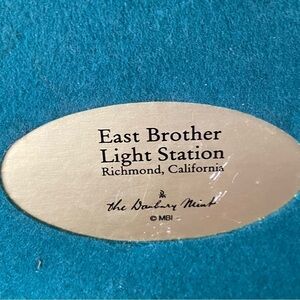 East Brother
Light Station
Richmond, California
the Danbury Mint
© MBI